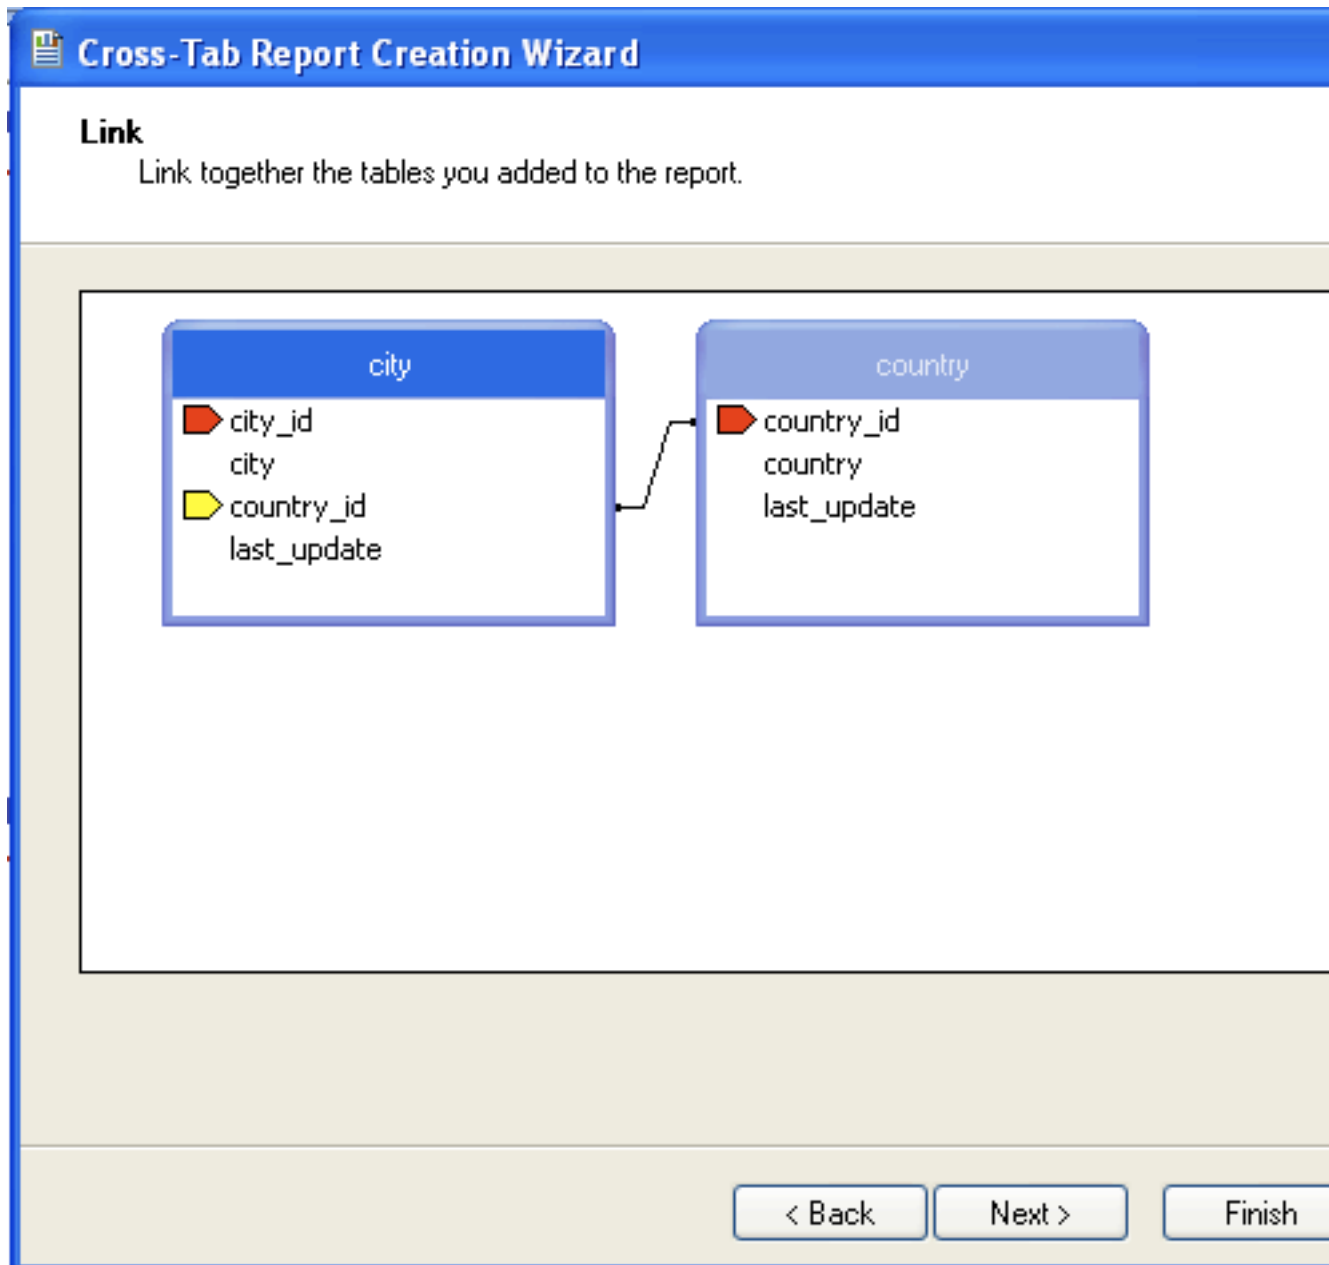 Cross-Tab Report Creation Wizard
Link
Link together the tables you added to the report.
city
city_id
city
country_id
last_update
country
country_id
country
last_update
< Back
Next >
Finish